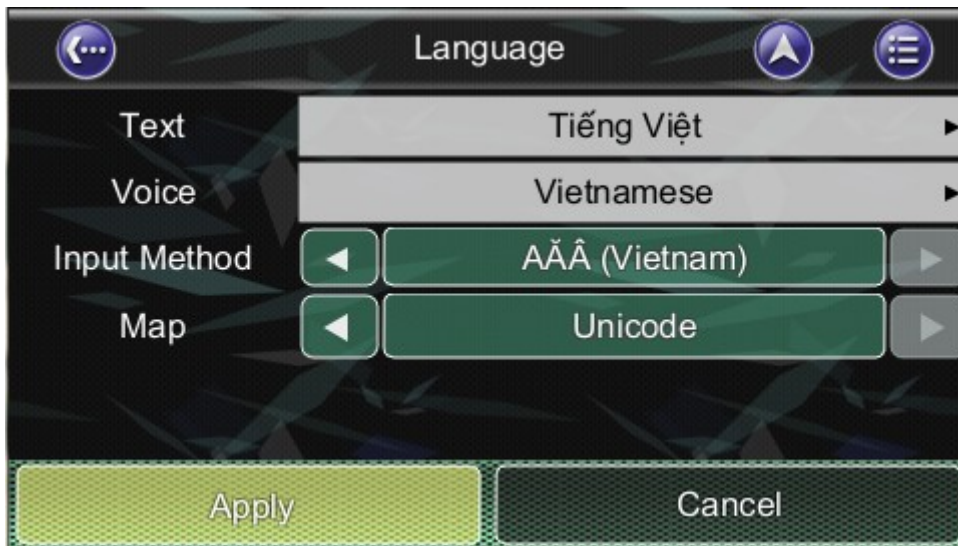 Language
Text Tiếng Việt
Voice Vietnamese
Input Method AĂÂ (Vietnam)
Map Unicode
Apply Cancel